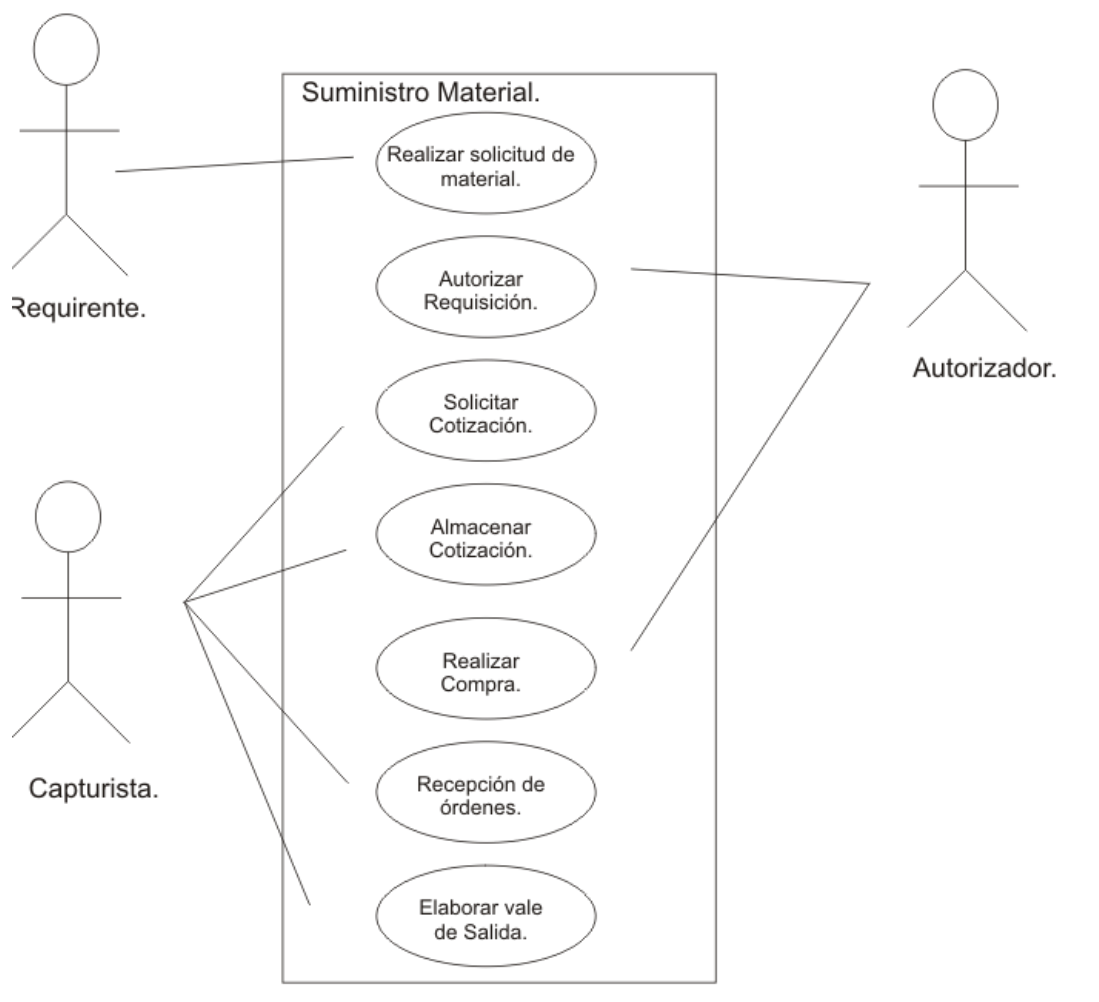 Suministro Material.
Realizar solicitud de
material.
Autorizar
Requisición.
Solicitar
Cotización.
Almacenar
Cotización.
Realizar
Compra.
Recepción de
órdenes.
Elaborar vale
de Salida.
Requirente.
Capturista.
Autorizador.